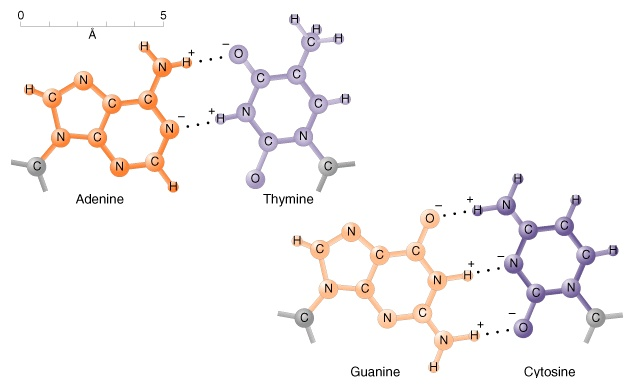 0 5
Å
H H H
H C
N H + − O
N C C
H C C C C H
N − + H N
N C C N
C N C C C
H O
Adenine Thymine
H
H
O − + H N
N C C
H C C C − N C H
N H +
N C C C N
C N − O C
N H +
H
Guanine Cytosine